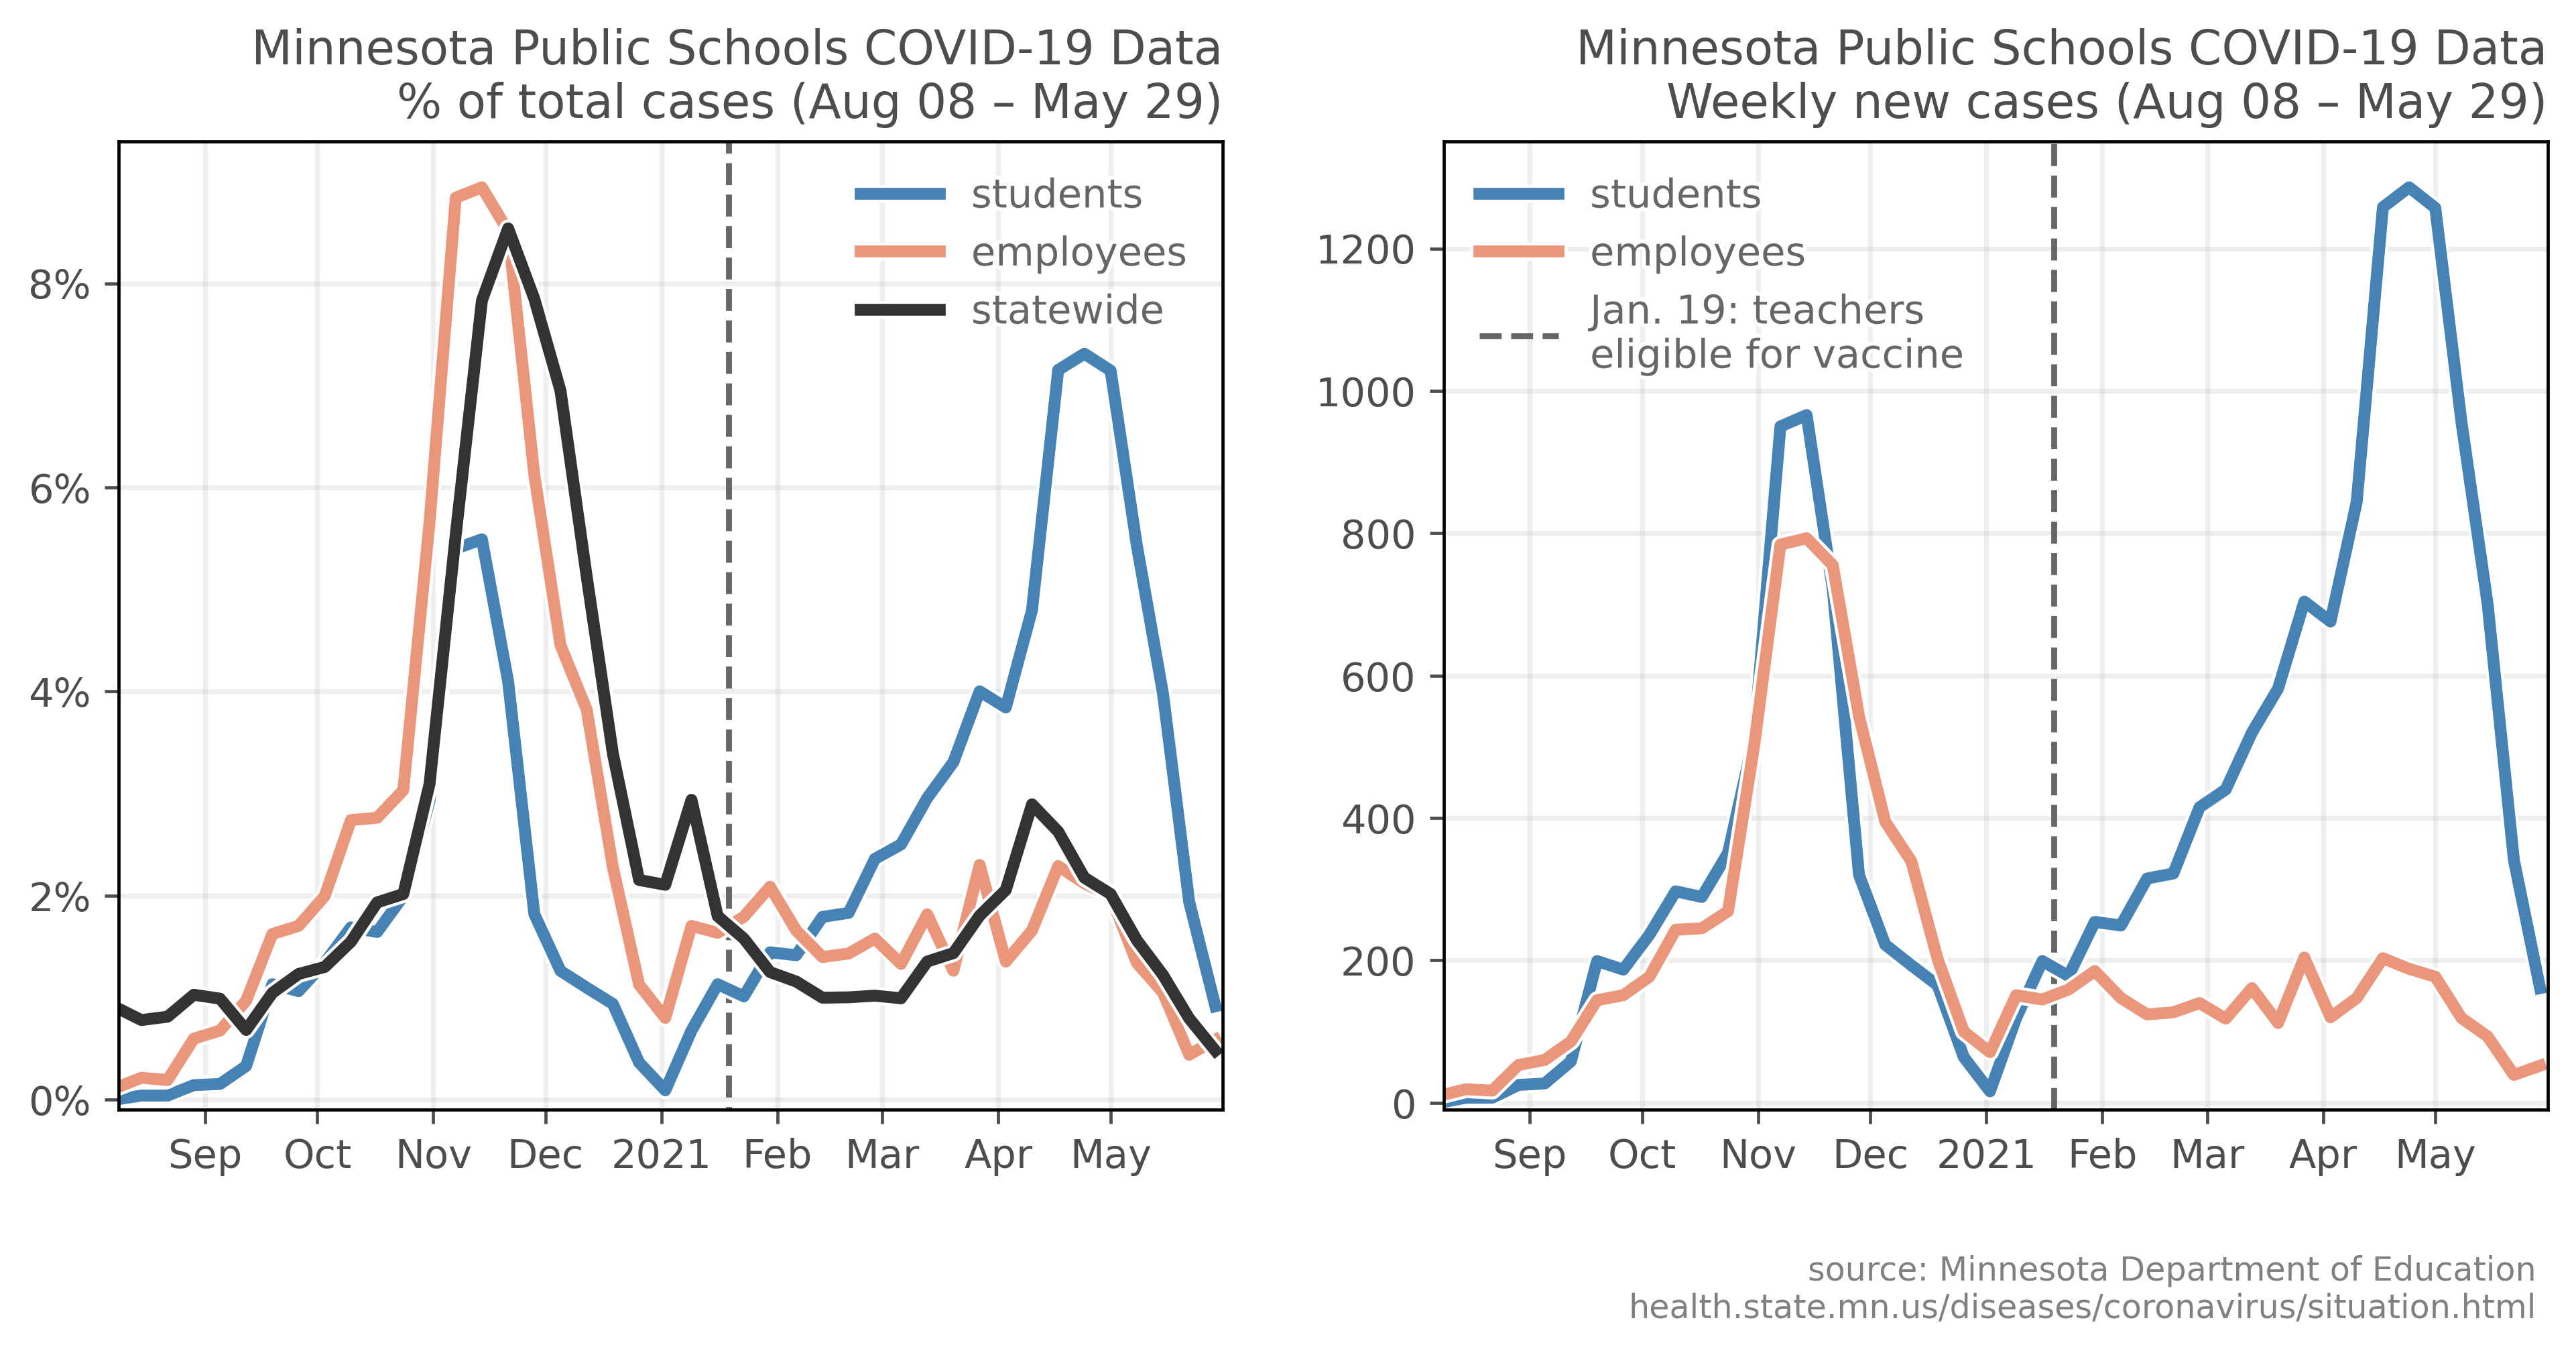 Minnesota Public Schools COVID-19 Data
% of total cases (Aug 08 – May 29)
8%
6%
4%
2%
0%
Sep Oct Nov Dec 2021 Feb Mar Apr May
students
employees
statewide
Minnesota Public Schools COVID-19 Data
Weekly new cases (Aug 08 – May 29)
1200
1000
800
600
400
200
0
Sep Oct Nov Dec 2021 Feb Mar Apr May
students
employees
Jan. 19: teachers
eligible for vaccine
source: Minnesota Department of Education
health.state.mn.us/diseases/coronavirus/situation.html